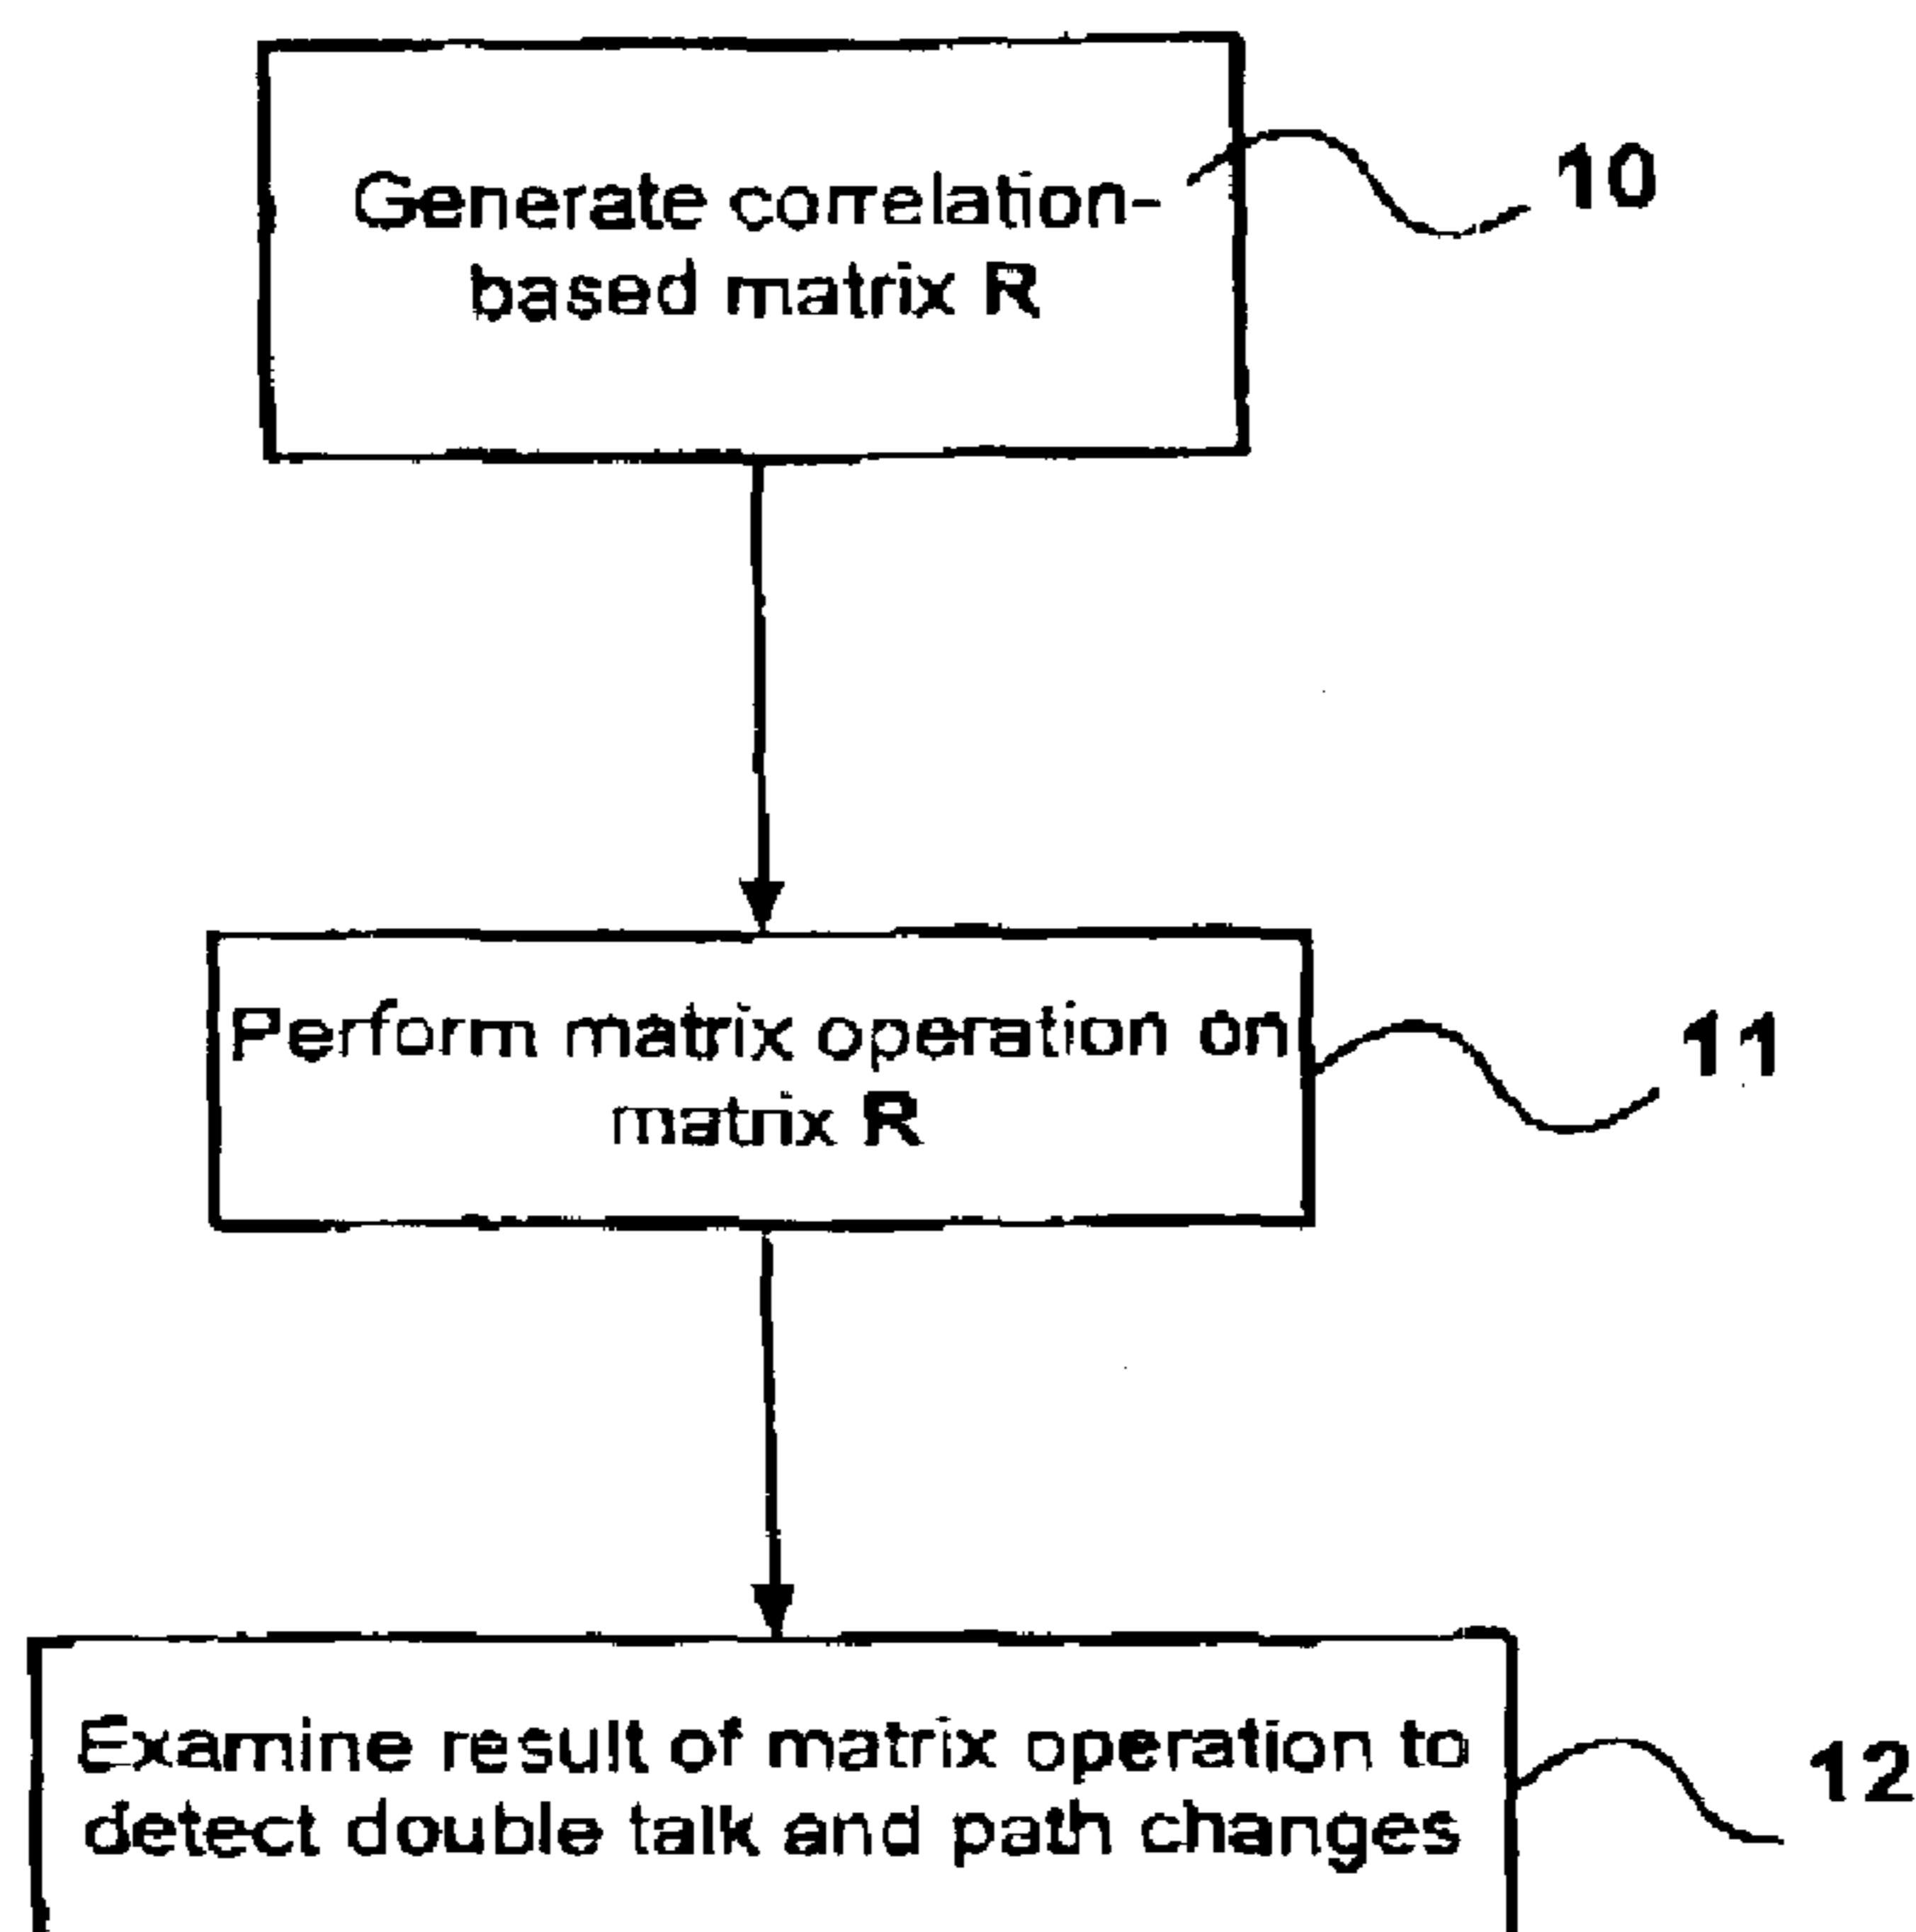 Generate correlation-
based matrix R
10
Perform matrix operation on
matrix R
11
Examine result of matrix operation to
detect double talk and path changes
12